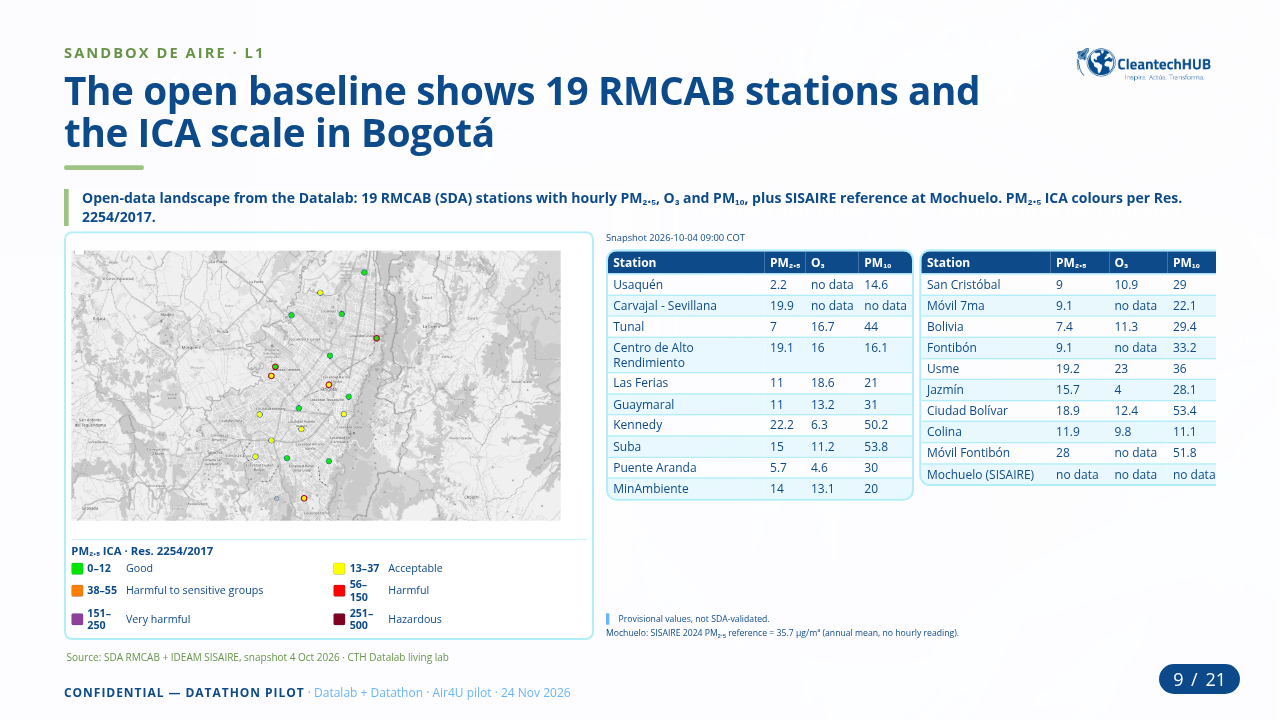 SANDBOX DE AIRE · L1
CleantechHUB
Inspira. Actúa. Transforma.
The open baseline shows 19 RMCAB stations and
the ICA scale in Bogotá
Open-data landscape from the Datalab: 19 RMCAB (SDA) stations with hourly PM₂.₅, O₃ and PM₁₀, plus SISAIRE reference at Mochuelo. PM₂.₅ ICA colours per Res.
2254/2017.
PM₂.₅ ICA · Res. 2254/2017
0–12 Good
13–37 Acceptable
38–55 Harmful to sensitive groups
56–
150 Harmful
151–
250 Very harmful
251–
500 Hazardous
Source: SDA RMCAB + IDEAM SISAIRE, snapshot 4 Oct 2026 · CTH Datalab living lab
Snapshot 2026-10-04 09:00 COT
Station PM₂.₅ O₃ PM₁₀
Usaquén 2.2 no data 14.6
Carvajal - Sevillana 19.9 no data no data
Tunal 7 16.7 44
Centro de Alto
Rendimiento 19.1 16 16.1
Las Ferias 11 18.6 21
Guaymaral 11 13.2 31
Kennedy 22.2 6.3 50.2
Suba 15 11.2 53.8
Puente Aranda 5.7 4.6 30
MinAmbiente 14 13.1 20
Station PM₂.₅ O₃ PM₁₀
San Cristóbal 9 10.9 29
Móvil 7ma 9.1 no data 22.1
Bolivia 7.4 11.3 29.4
Fontibón 9.1 no data 33.2
Usme 19.2 23 36
Jazmín 15.7 4 28.1
Ciudad Bolívar 18.9 12.4 53.4
Colina 11.9 9.8 11.1
Móvil Fontibón 28 no data 51.8
Mochuelo (SISAIRE) no data no data no data
Provisional values, not SDA-validated.
Mochuelo: SISAIRE 2024 PM₂.₅ reference = 35.7 µg/m³ (annual mean, no hourly reading).
CONFIDENTIAL — DATATHON PILOT · Datalab + Datathon · Air4U pilot · 24 Nov 2026
9 / 21